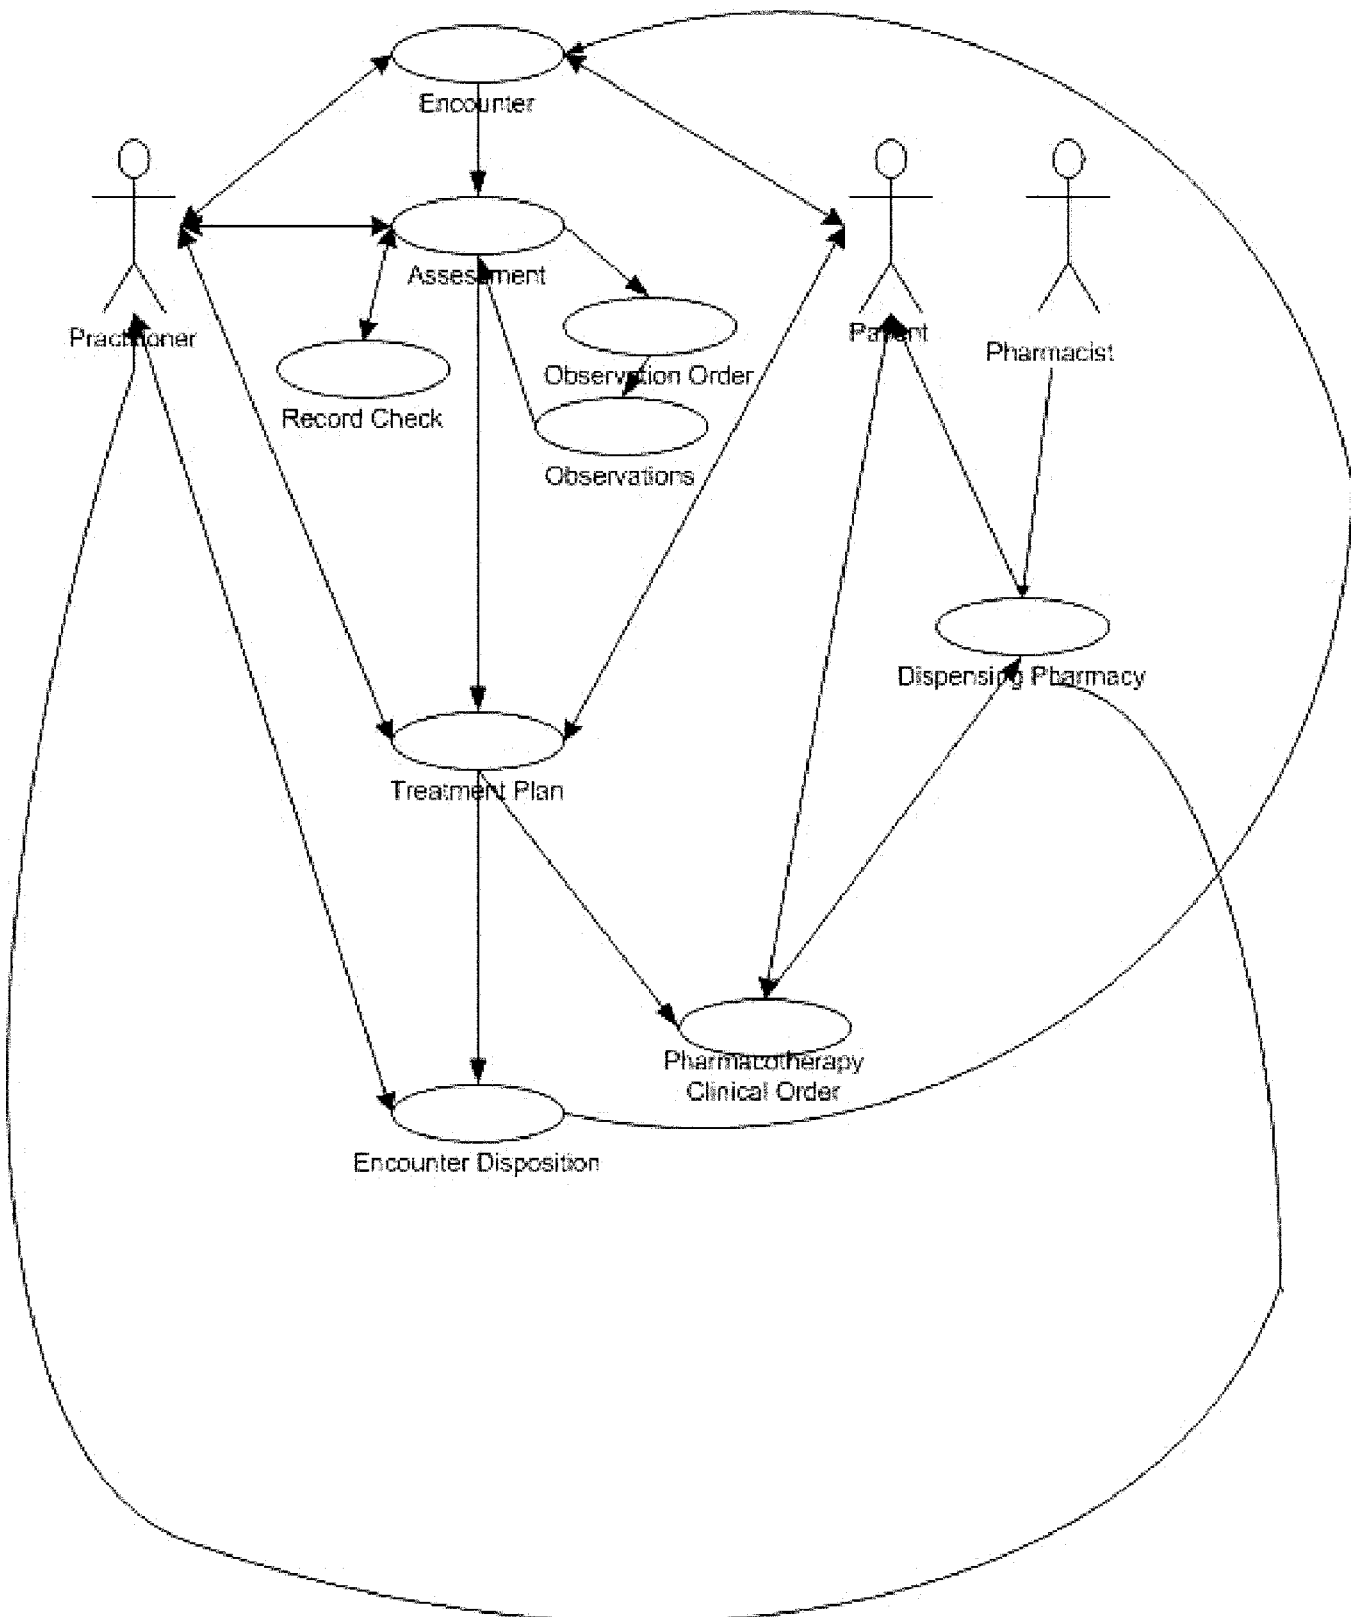 Encounter
Assessment
Practitioner
Patient
Pharmacist
Observation Order
Record Check
Observations
Dispensing Pharmacy
Treatment Plan
Pharmacotherapy
Clinical Order
Encounter Disposition